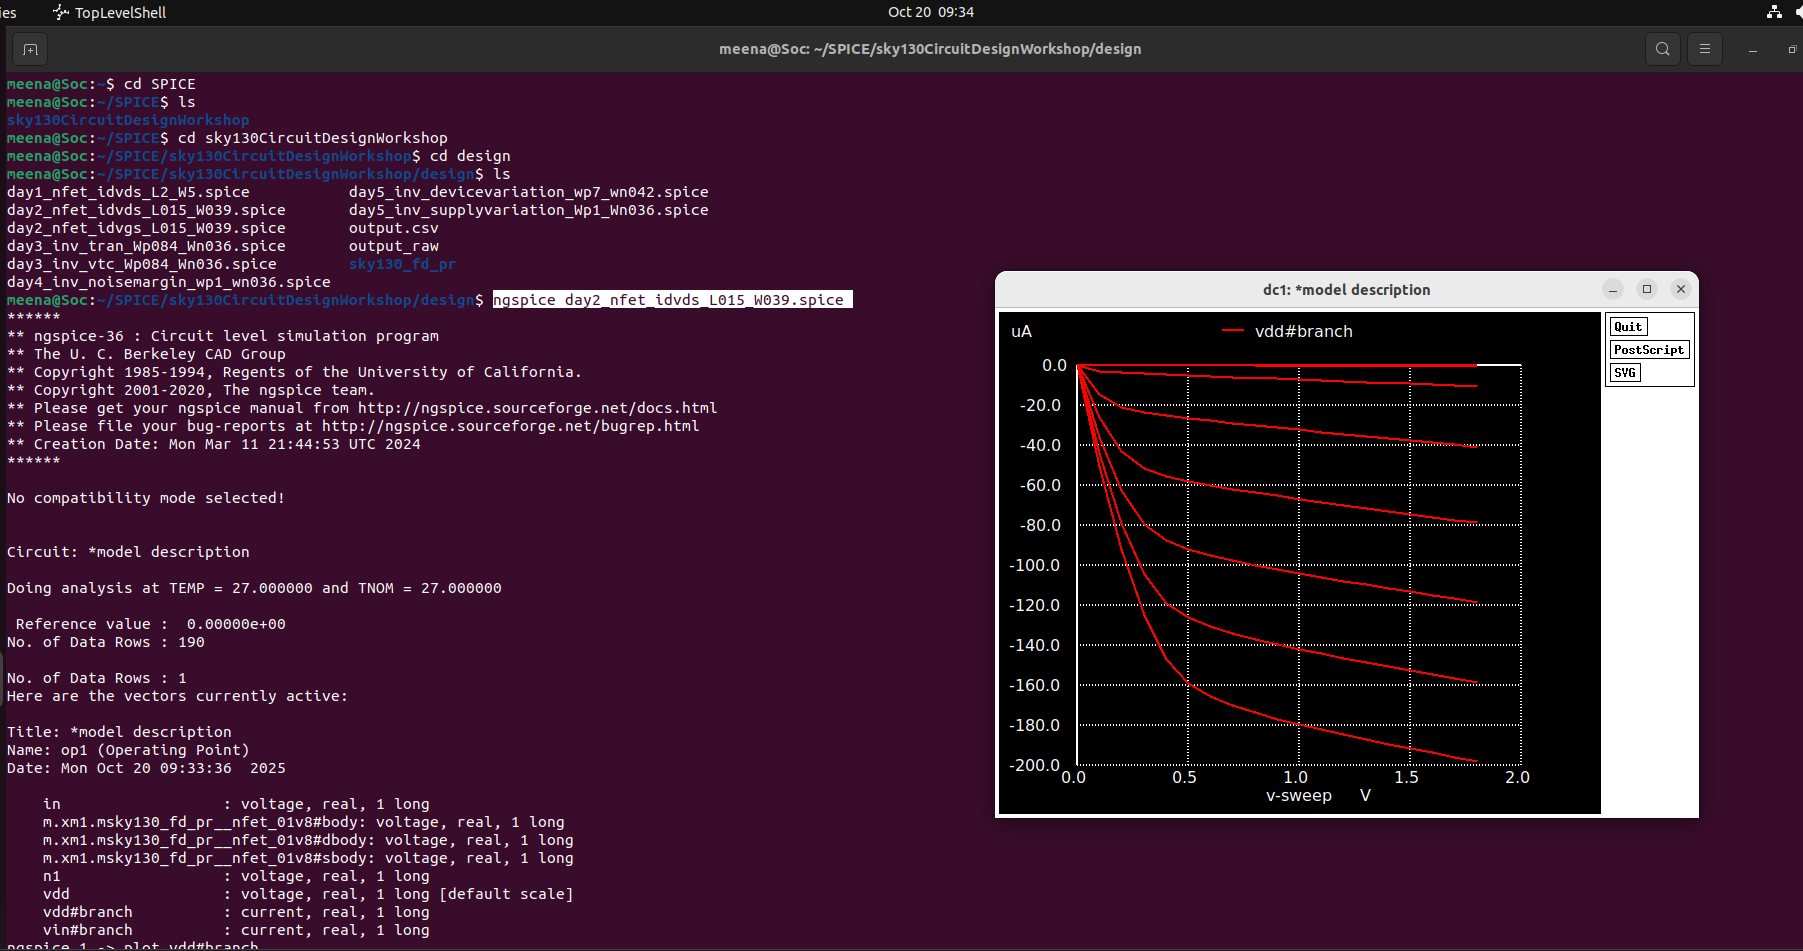 ies TopLevelShell Oct 20 09:34
meena@Soc: ~/SPICE/sky130CircuitDesignWorkshop/design
meena@Soc:~$ cd SPICE
meena@Soc:~/SPICE$ ls
sky130CircuitDesignWorkshop
meena@Soc:~/SPICE$ cd sky130CircuitDesignWorkshop
meena@Soc:~/SPICE/sky130CircuitDesignWorkshop$ cd design
meena@Soc:~/SPICE/sky130CircuitDesignWorkshop/design$ ls
day1_nfet_idvds_L2_W5.spice day5_inv_devicevariation_wp7_wn042.spice
day2_nfet_idvds_L015_W039.spice day5_inv_supplyvariation_Wp1_Wn036.spice
day2_nfet_idvgs_L015_W039.spice output.csv
day3_inv_tran_Wp084_Wn036.spice output_raw
day3_inv_vtc_Wp084_Wn036.spice sky130_fd_pr
day4_inv_noisemargin_wp1_wn036.spice
meena@Soc:~/SPICE/sky130CircuitDesignWorkshop/design$ ngspice day2_nfet_idvds_L015_W039.spice
******
** ngspice-36 : Circuit level simulation program
** The U. C. Berkeley CAD Group
** Copyright 1985-1994, Regents of the University of California.
** Copyright 2001-2020, The ngspice team.
** Please get your ngspice manual from http://ngspice.sourceforge.net/docs.html
** Please file your bug-reports at http://ngspice.sourceforge.net/bugrep.html
** Creation Date: Mon Mar 11 21:44:53 UTC 2024
******
No compatibility mode selected!
Circuit: *model description
Doing analysis at TEMP = 27.000000 and TNOM = 27.000000
Reference value : 0.00000e+00
No. of Data Rows : 190
No. of Data Rows : 1
Here are the vectors currently active:
Title: *model description
Name: op1 (Operating Point)
Date: Mon Oct 20 09:33:36 2025
in : voltage, real, 1 long
m.xm1.msky130_fd_pr__nfet_01v8#body: voltage, real, 1 long
m.xm1.msky130_fd_pr__nfet_01v8#dbody: voltage, real, 1 long
m.xm1.msky130_fd_pr__nfet_01v8#sbody: voltage, real, 1 long
n1 : voltage, real, 1 long
vdd : voltage, real, 1 long [default scale]
vdd#branch : current, real, 1 long
vin#branch : current, real, 1 long
ngspice 1 -> plot vdd#branch
dc1: *model description
uA vdd#branch
Quit
PostScript
SVG
0.0
-20.0
-40.0
-60.0
-80.0
-100.0
-120.0
-140.0
-160.0
-180.0
-200.0
0.0 0.5 1.0 1.5 2.0
v-sweep V